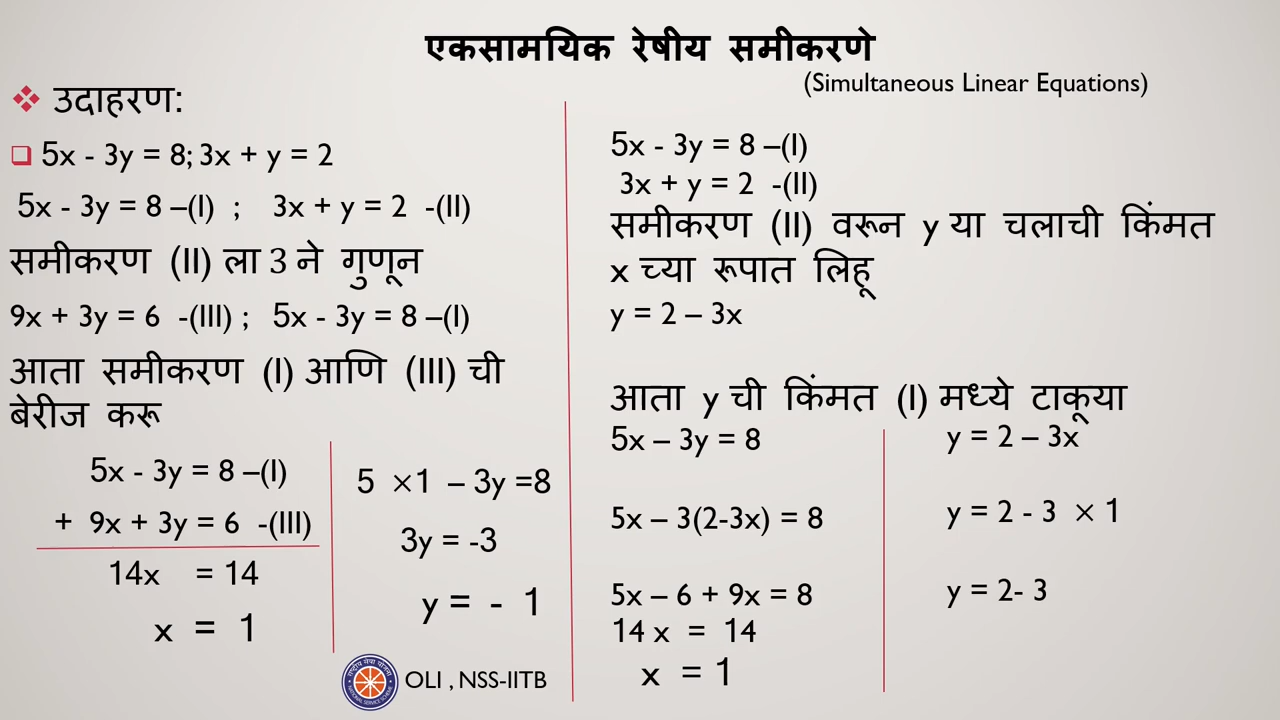 एकसामयिक रेषीय समीकरणे
(Simultaneous Linear Equations)
उदाहरण:
5x - 3y = 8; 3x + y = 2
5x - 3y = 8 –(I) ; 3x + y = 2 -(II)
समीकरण (II) ला 3 ने गुणून
9x + 3y = 6 -(III) ; 5x - 3y = 8 –(I)
आता समीकरण (I) आणि (III) ची
बेरीज करू
5x - 3y = 8 –(I)
+ 9x + 3y = 6 -(III)
14x = 14
x = 1
5 ×1 – 3y =8
3y = -3
y = - 1
OLI , NSS-IITB
5x - 3y = 8 –(I)
3x + y = 2 -(II)
समीकरण (II) वरून y या चलाची किंमत
x च्या रूपात लिहू
y = 2 – 3x
आता y ची किंमत (I) मध्ये टाकूया
5x – 3y = 8
5x – 3(2-3x) = 8
5x – 6 + 9x = 8
14 x = 14
x = 1
y = 2 – 3x
y = 2 - 3 × 1
y = 2- 3